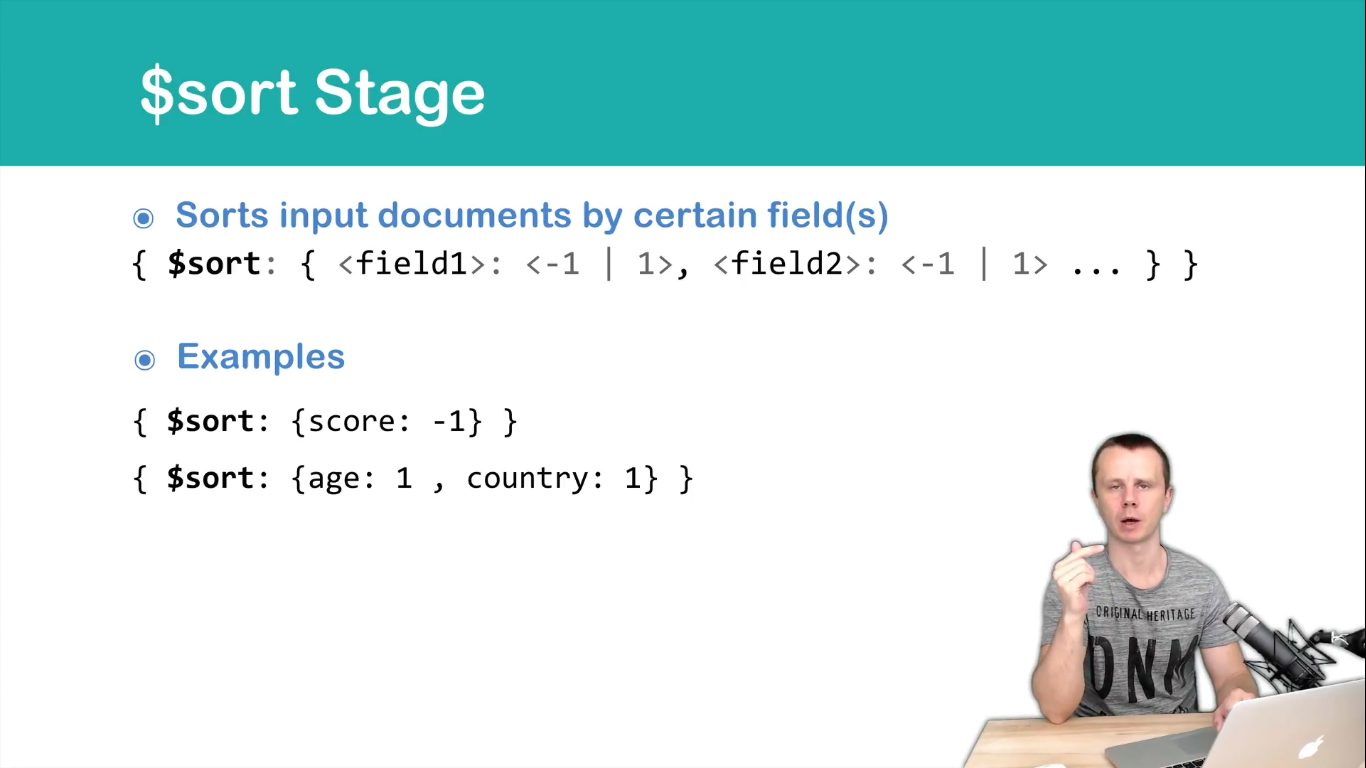 $sort Stage
Sorts input documents by certain field(s)
{ $sort: { <field1>: <-1 | 1>, <field2>: <-1 | 1> ... } }
Examples
{ $sort: {score: -1} }
{ $sort: {age: 1 , country: 1} }
ORIGINAL HERITAGE
DNM